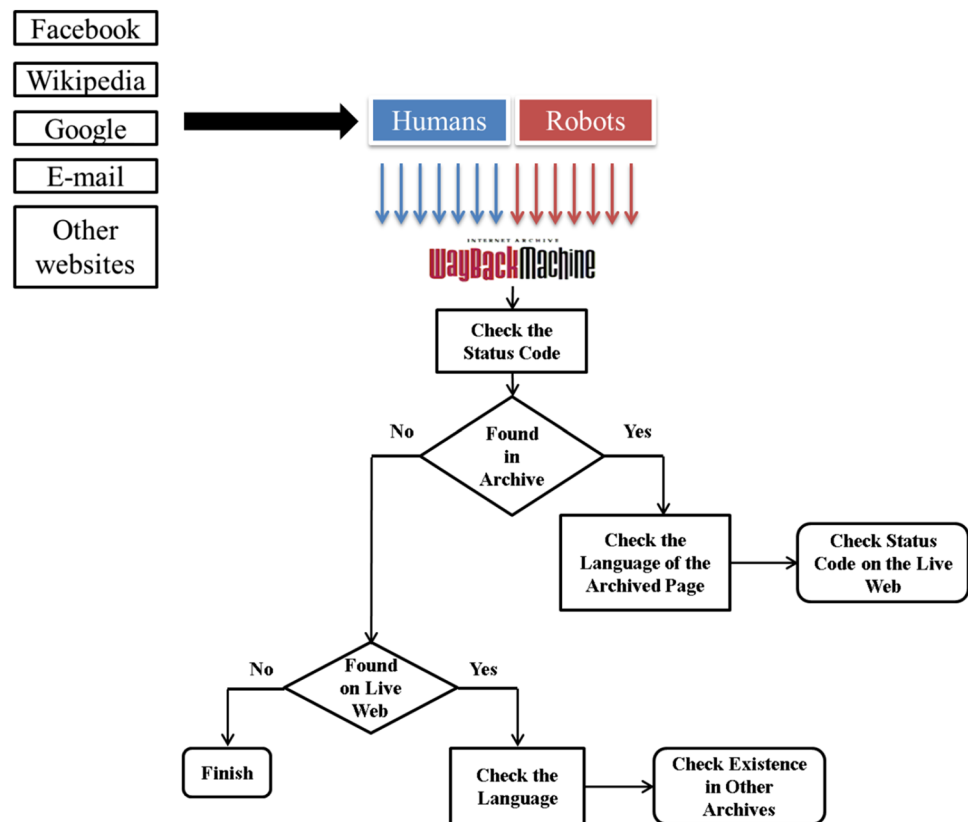 Facebook
Wikipedia
Google
E-mail
Other
websites
Humans
Robots
INTERNET ARCHIVE
WayBackMachine
Check the
Status Code
No
Found
in
Archive
Yes
Check the
Language of the
Archived Page
Check Status
Code on the Live
Web
No
Found
on Live
Web
Yes
Finish
Check the
Language
Check Existence
in Other
Archives